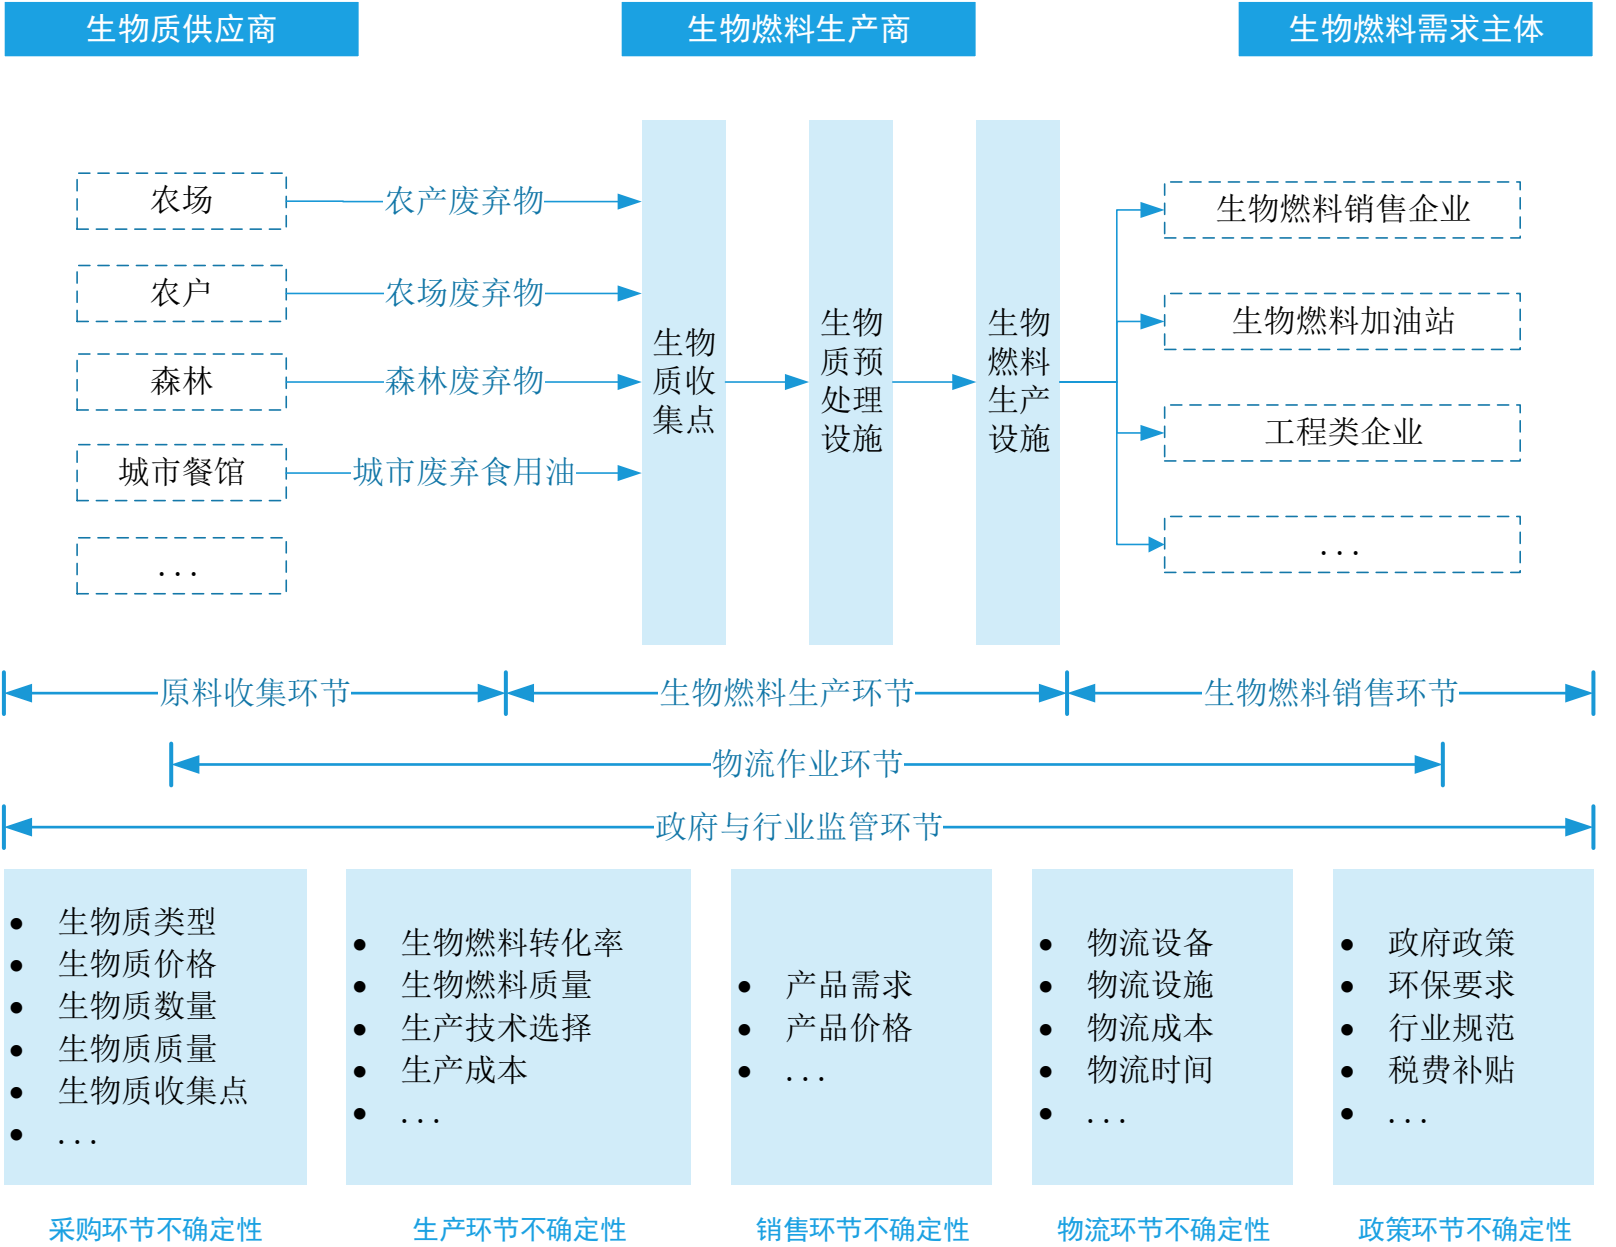 生物质供应商
生物燃料生产商
生物燃料需求主体
农场
农产废弃物
农户
农场废弃物
森林
森林废弃物
城市餐馆
城市废弃食用油
...
生物
质收
集点
生物
质预
处理
设施
生物
燃料
生产
设施
生物燃料销售企业
生物燃料加油站
工程类企业
...
原料收集环节
生物燃料生产环节
生物燃料销售环节
物流作业环节
政府与行业监管环节
● 生物质类型
● 生物质价格
● 生物质数量
● 生物质质量
● 生物质收集点
● ...
● 生物燃料转化率
● 生物燃料质量
● 生产技术选择
● 生产成本
● ...
● 产品需求
● 产品价格
● ...
● 物流设备
● 物流设施
● 物流成本
● 物流时间
● ...
● 政府政策
● 环保要求
● 行业规范
● 税费补贴
● ...
采购环节不确定性
生产环节不确定性
销售环节不确定性
物流环节不确定性
政策环节不确定性